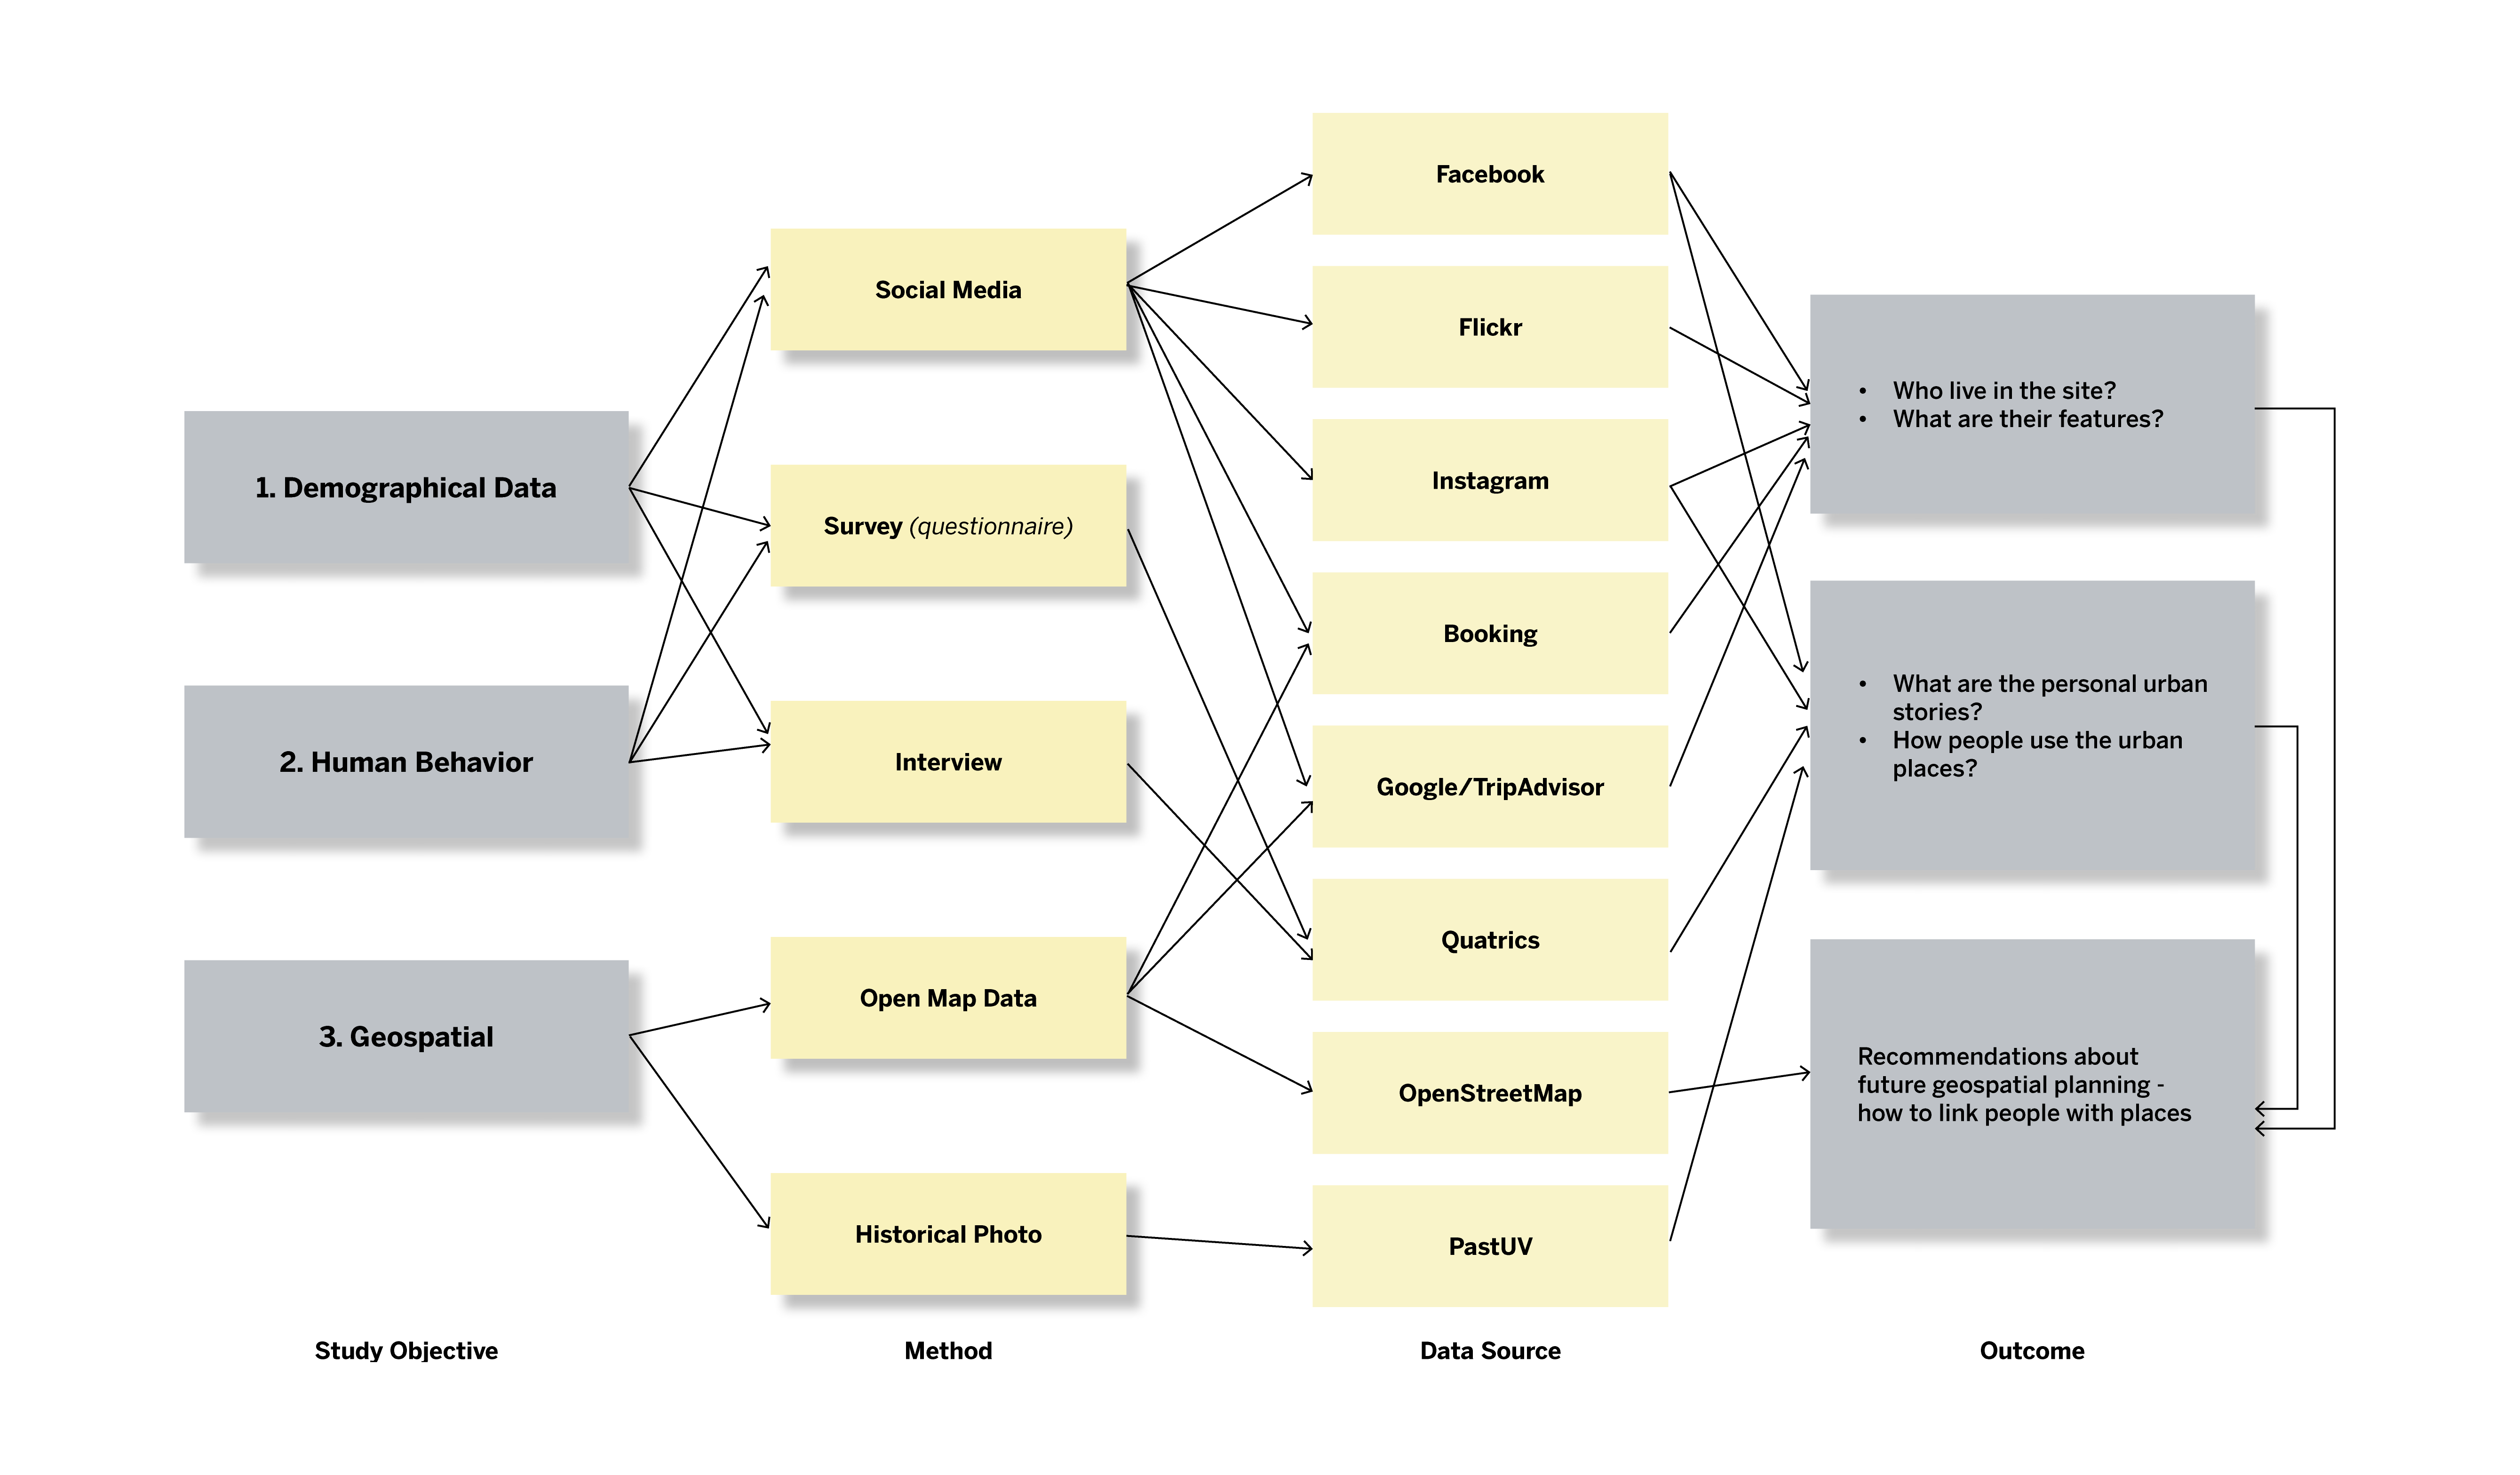 1. Demographical Data
2. Human Behavior
3. Geospatial
Study Objective
Social Media
Survey (questionnaire)
Interview
Open Map Data
Historical Photo
Method
Facebook
Flickr
Instagram
Booking
Google/TripAdvisor
Quatrics
OpenStreetMap
PastUV
Data Source
• Who live in the site?
• What are their features?
• What are the personal urban
stories?
• How people use the urban
places?
Recommendations about
future geospatial planning -
how to link people with places
Outcome